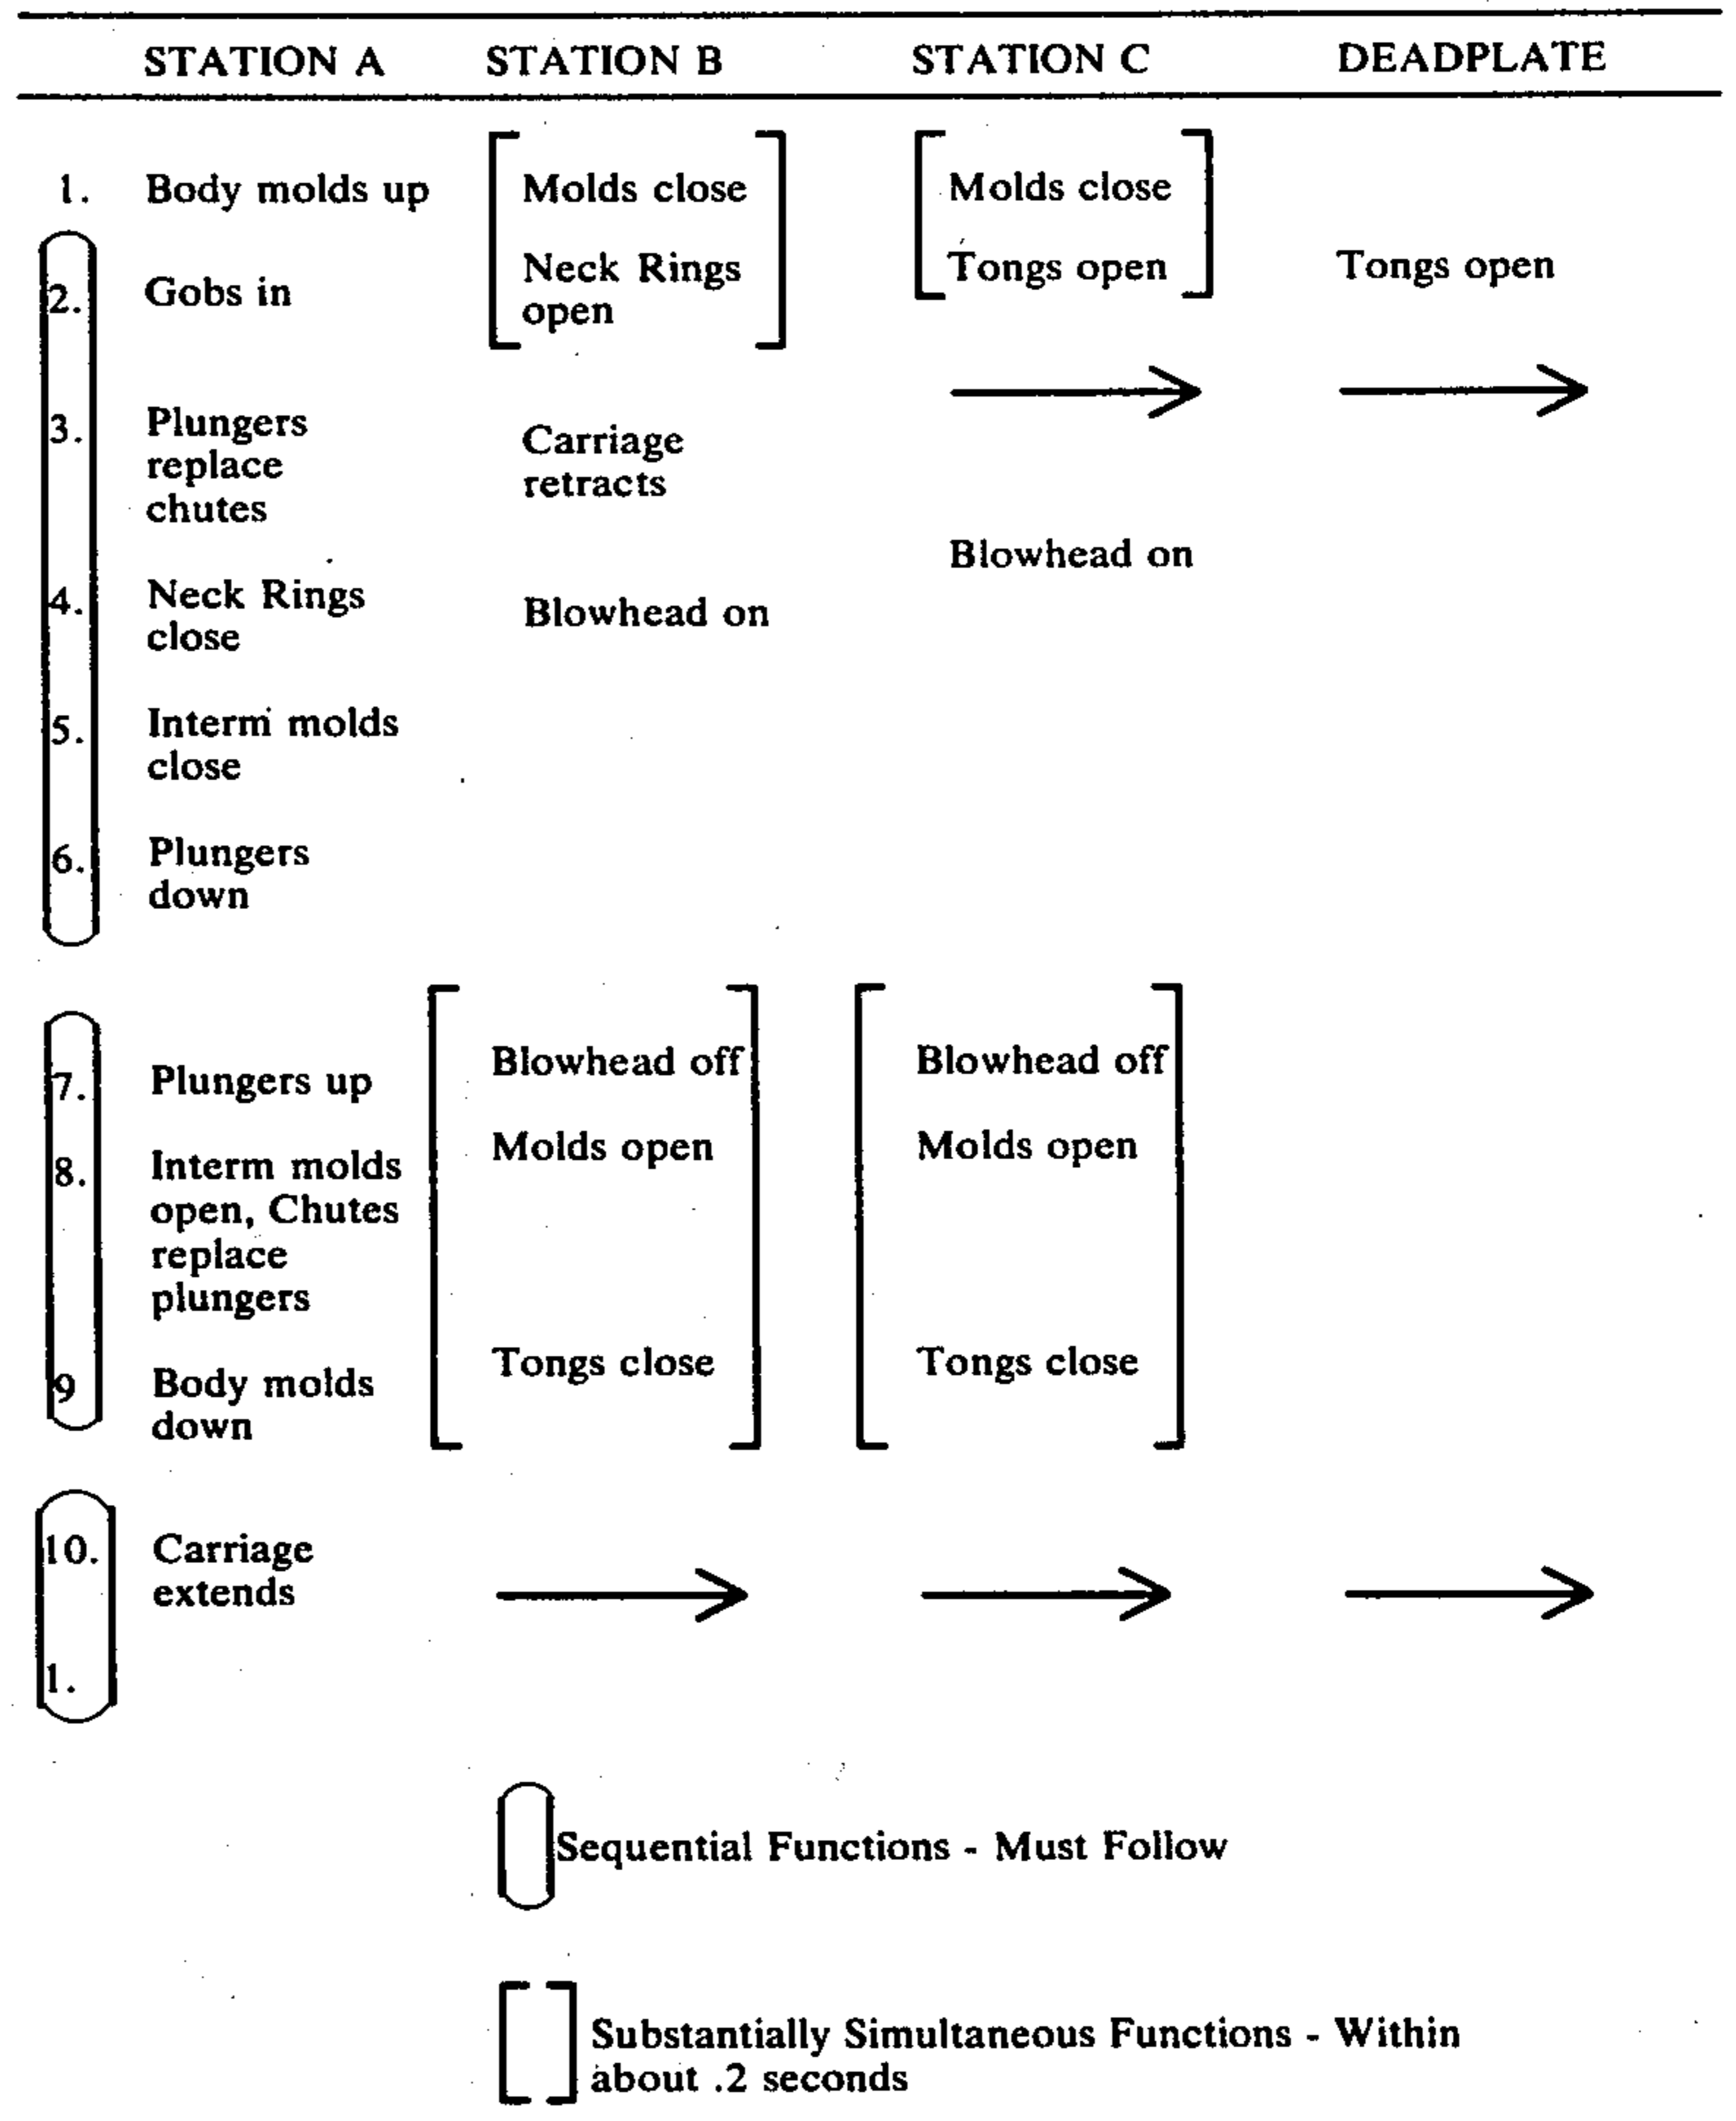 STATION A STATION B STATION C DEADPLATE
1. Body molds up Molds close Molds close
2. Gobs in Neck Rings open Tongs open Tongs open
3. Plungers replace chutes Carriage retracts
Blowhead on
4. Neck Rings close Blowhead on
5. Interm molds close
6. Plungers down
7. Plungers up Blowhead off Blowhead off
8. Interm molds open, Chutes replace plungers Molds open Molds open
9 Body molds down Tongs close Tongs close
10. Carriage extends
1.
Sequential Functions - Must Follow
Substantially Simultaneous Functions - Within
about .2 seconds